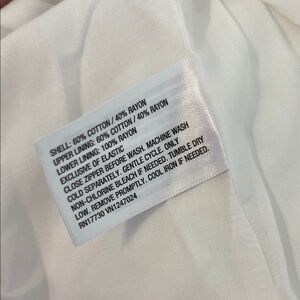 SHELL: 60% COTTON / 40% RAYON
UPPER LINING: 60% COTTON / 40% RAYON
LOWER LINING: 100% RAYON
EXCLUSIVE OF ELASTIC
CLOSE ZIPPER BEFORE WASH. MACHINE WASH
COLD SEPARATELY. GENTLE CYCLE. ONLY
NON-CHLORINE BLEACH IF NEEDED. TUMBLE DRY
LOW. REMOVE PROMPTLY. COOL IRON IF NEEDED.
RN17730 VN1247024